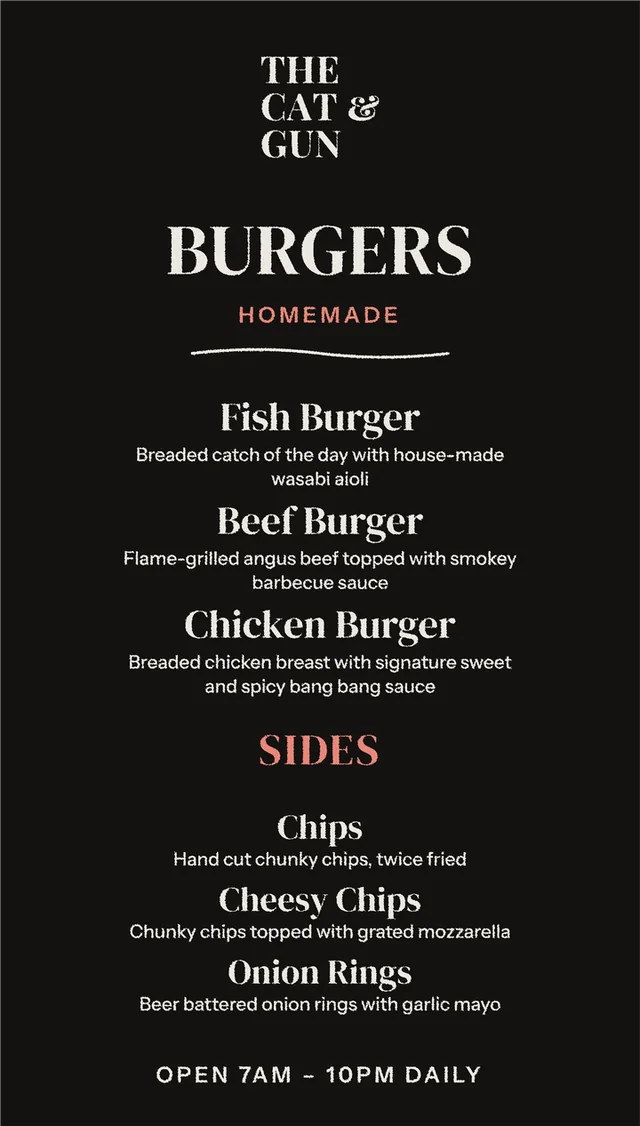 THE
CAT &
GUN
BURGERS
HOMEMADE
Fish Burger
Breaded catch of the day with house-made
wasabi aioli
Beef Burger
Flame-grilled angus beef topped with smokey
barbecue sauce
Chicken Burger
Breaded chicken breast with signature sweet
and spicy bang bang sauce
SIDES
Chips
Hand cut chunky chips, twice fried
Cheesy Chips
Chunky chips topped with grated mozzarella
Onion Rings
Beer battered onion rings with garlic mayo
OPEN 7AM – 10PM DAILY